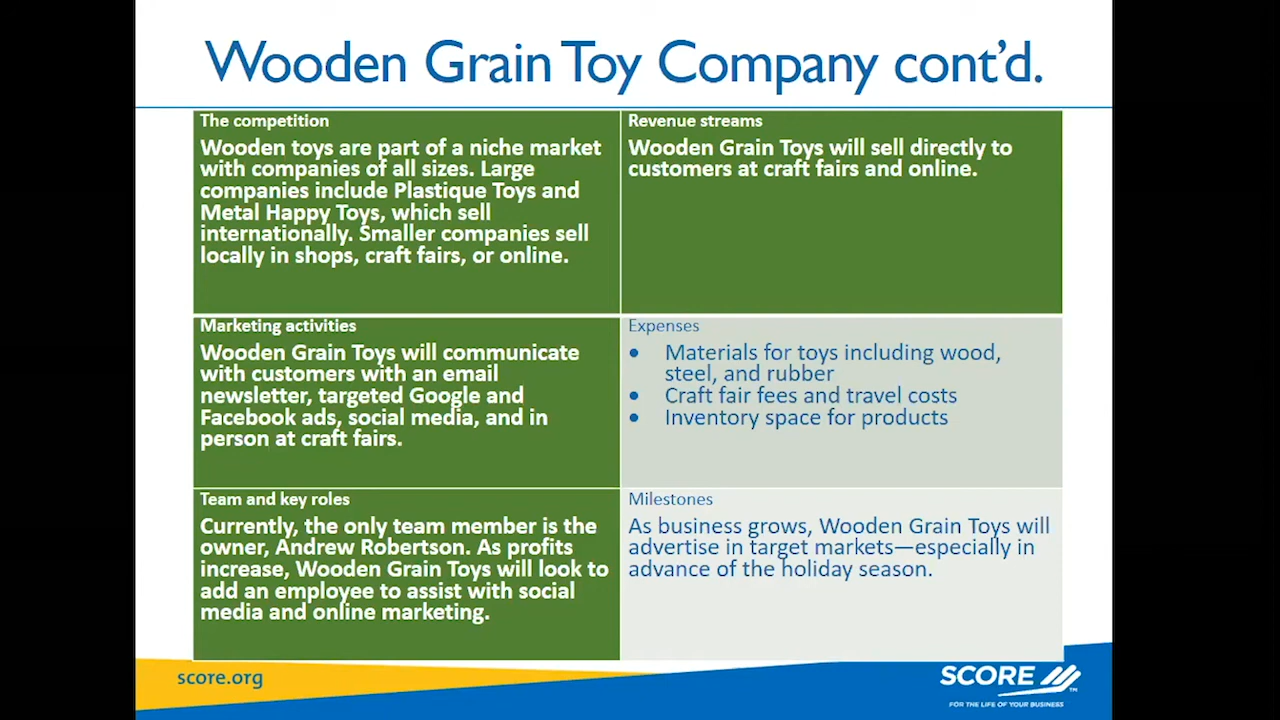 Wooden Grain Toy Company cont’d.
The competition
Wooden toys are part of a niche market
with companies of all sizes. Large
companies include Plastique Toys and
Metal Happy Toys, which sell
internationally. Smaller companies sell
locally in shops, craft fairs, or online.
Revenue streams
Wooden Grain Toys will sell directly to
customers at craft fairs and online.
Marketing activities
Wooden Grain Toys will communicate
with customers with an email
newsletter, targeted Google and
Facebook ads, social media, and in
person at craft fairs.
Expenses
• Materials for toys including wood,
steel, and rubber
• Craft fair fees and travel costs
• Inventory space for products
Team and key roles
Currently, the only team member is the
owner, Andrew Robertson. As profits
increase, Wooden Grain Toys will look to
add an employee to assist with social
media and online marketing.
Milestones
As business grows, Wooden Grain Toys will
advertise in target markets—especially in
advance of the holiday season.
score.org
SCORE
TM
FOR THE LIFE OF YOUR BUSINESS